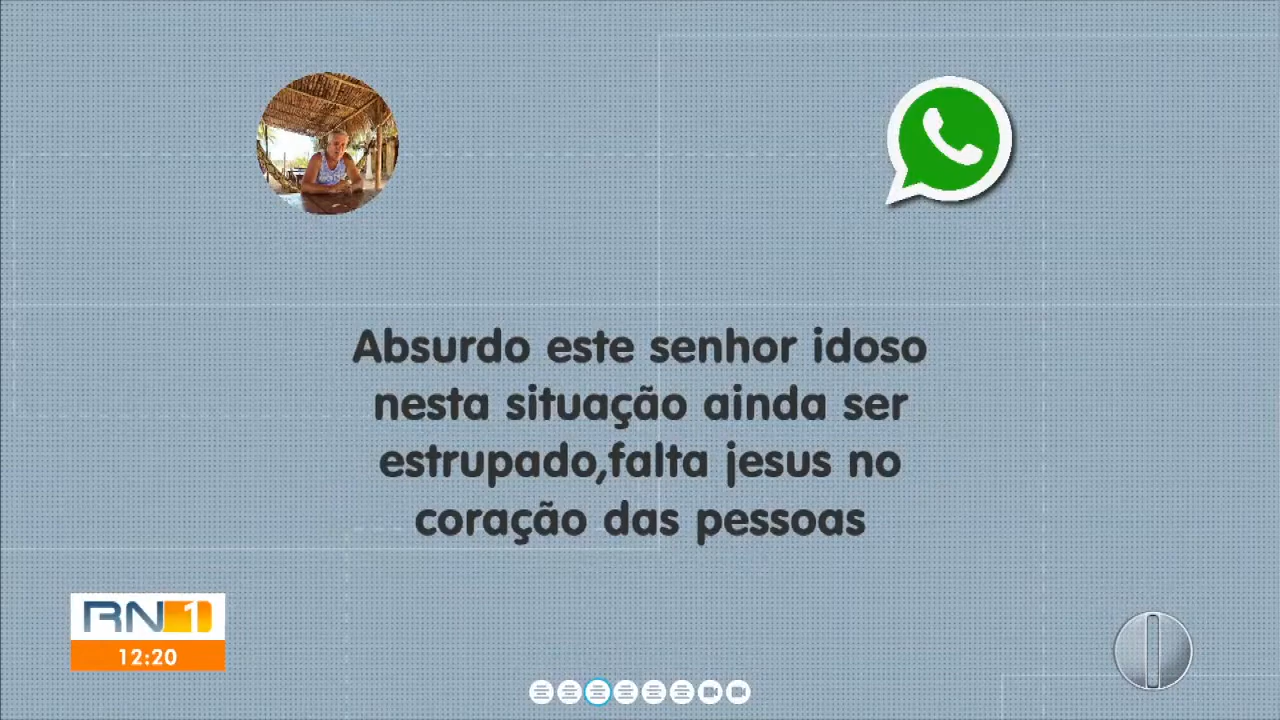 Absurdo este senhor idoso
nesta situação ainda ser
estrupado,falta jesus no
coração das pessoas
RN1
12:20